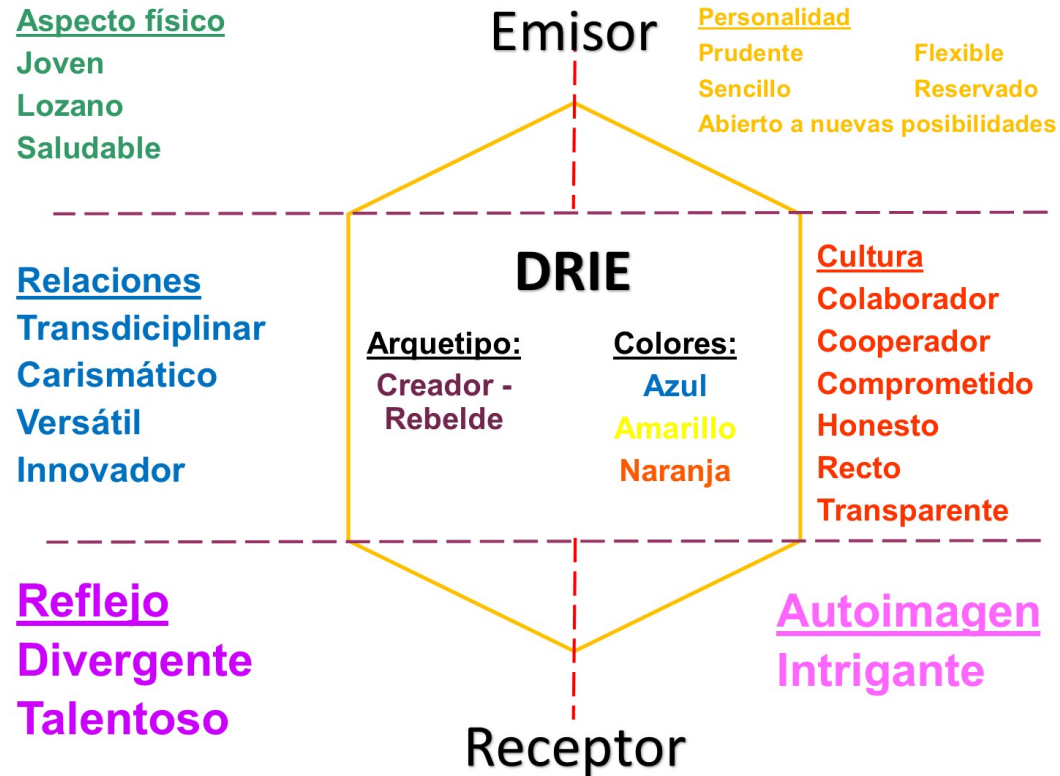 Emisor
Aspecto físico
Joven
Lozano
Saludable
Personalidad
Prudente Flexible
Sencillo Reservado
Abierto a nuevas posibilidades
Relaciones
Transdiciplinar
Carismático
Versátil
Innovador
DRIE
Arquetipo:
Creador -
Rebelde
Colores:
Azul
Amarillo
Naranja
Cultura
Colaborador
Cooperador
Comprometido
Honesto
Recto
Transparente
Reflejo
Divergente
Talentoso
Autoimagen
Intrigante
Receptor